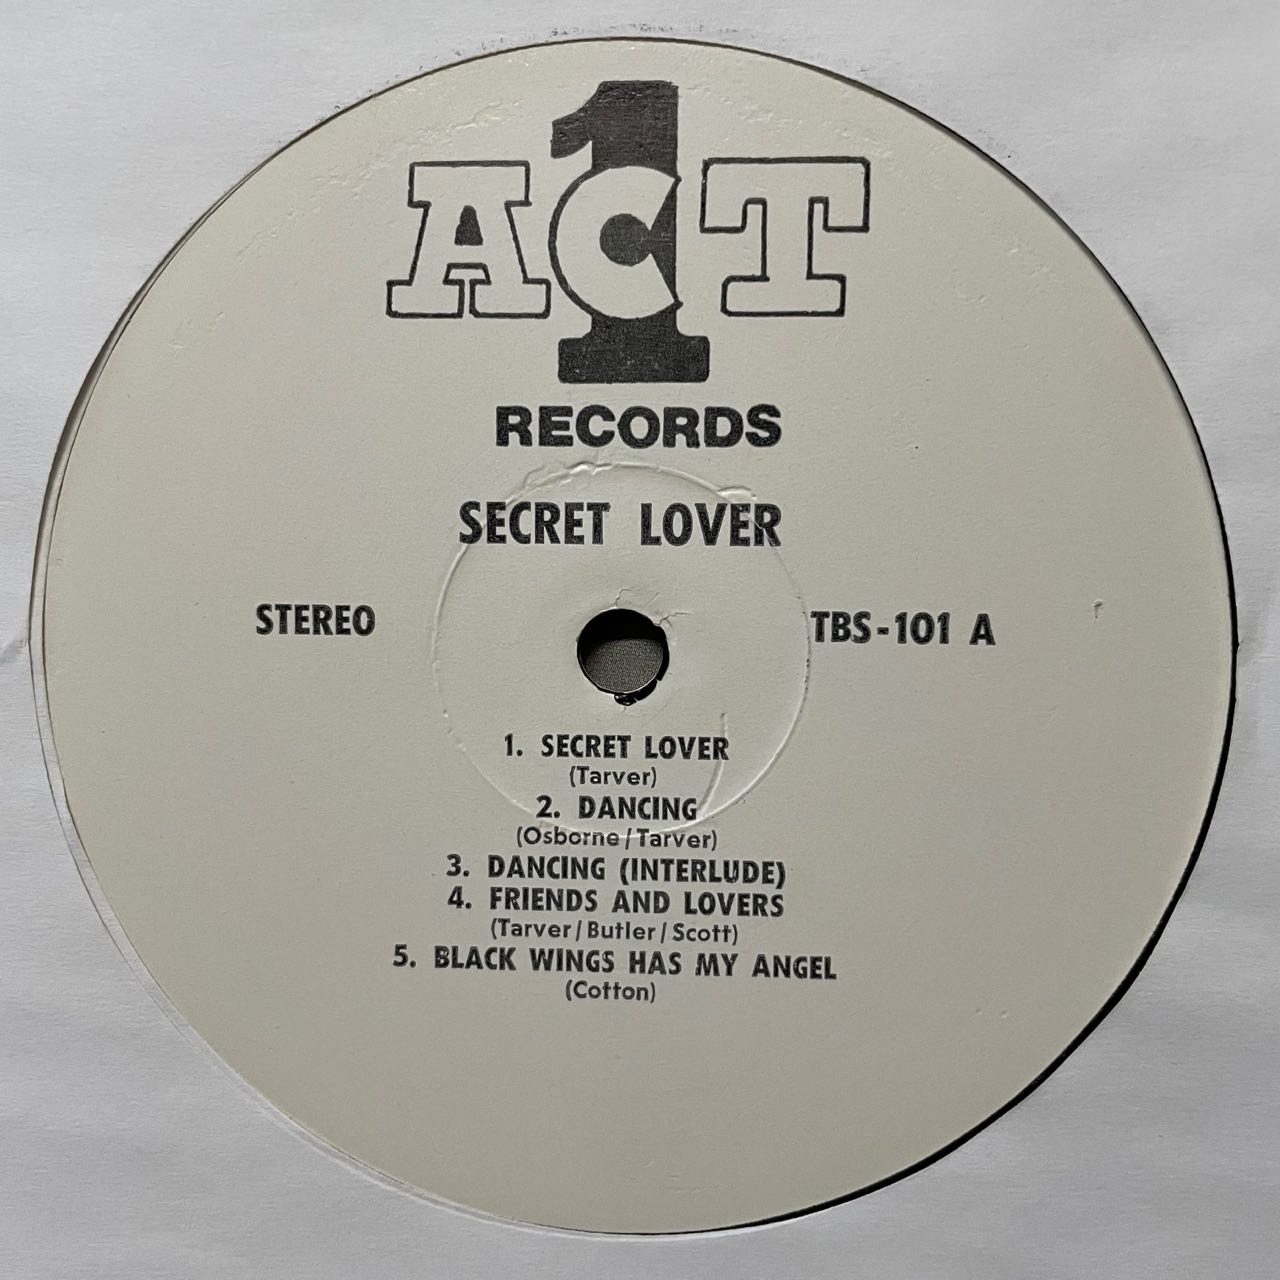 ACT 1
RECORDS
SECRET LOVER
STEREO
TBS-101 A
1. SECRET LOVER
(Tarver)
2. DANCING
(Osborne/Tarver)
3. DANCING (INTERLUDE)
4. FRIENDS AND LOVERS
(Tarver/Butler/Scott)
5. BLACK WINGS HAS MY ANGEL
(Cotton)